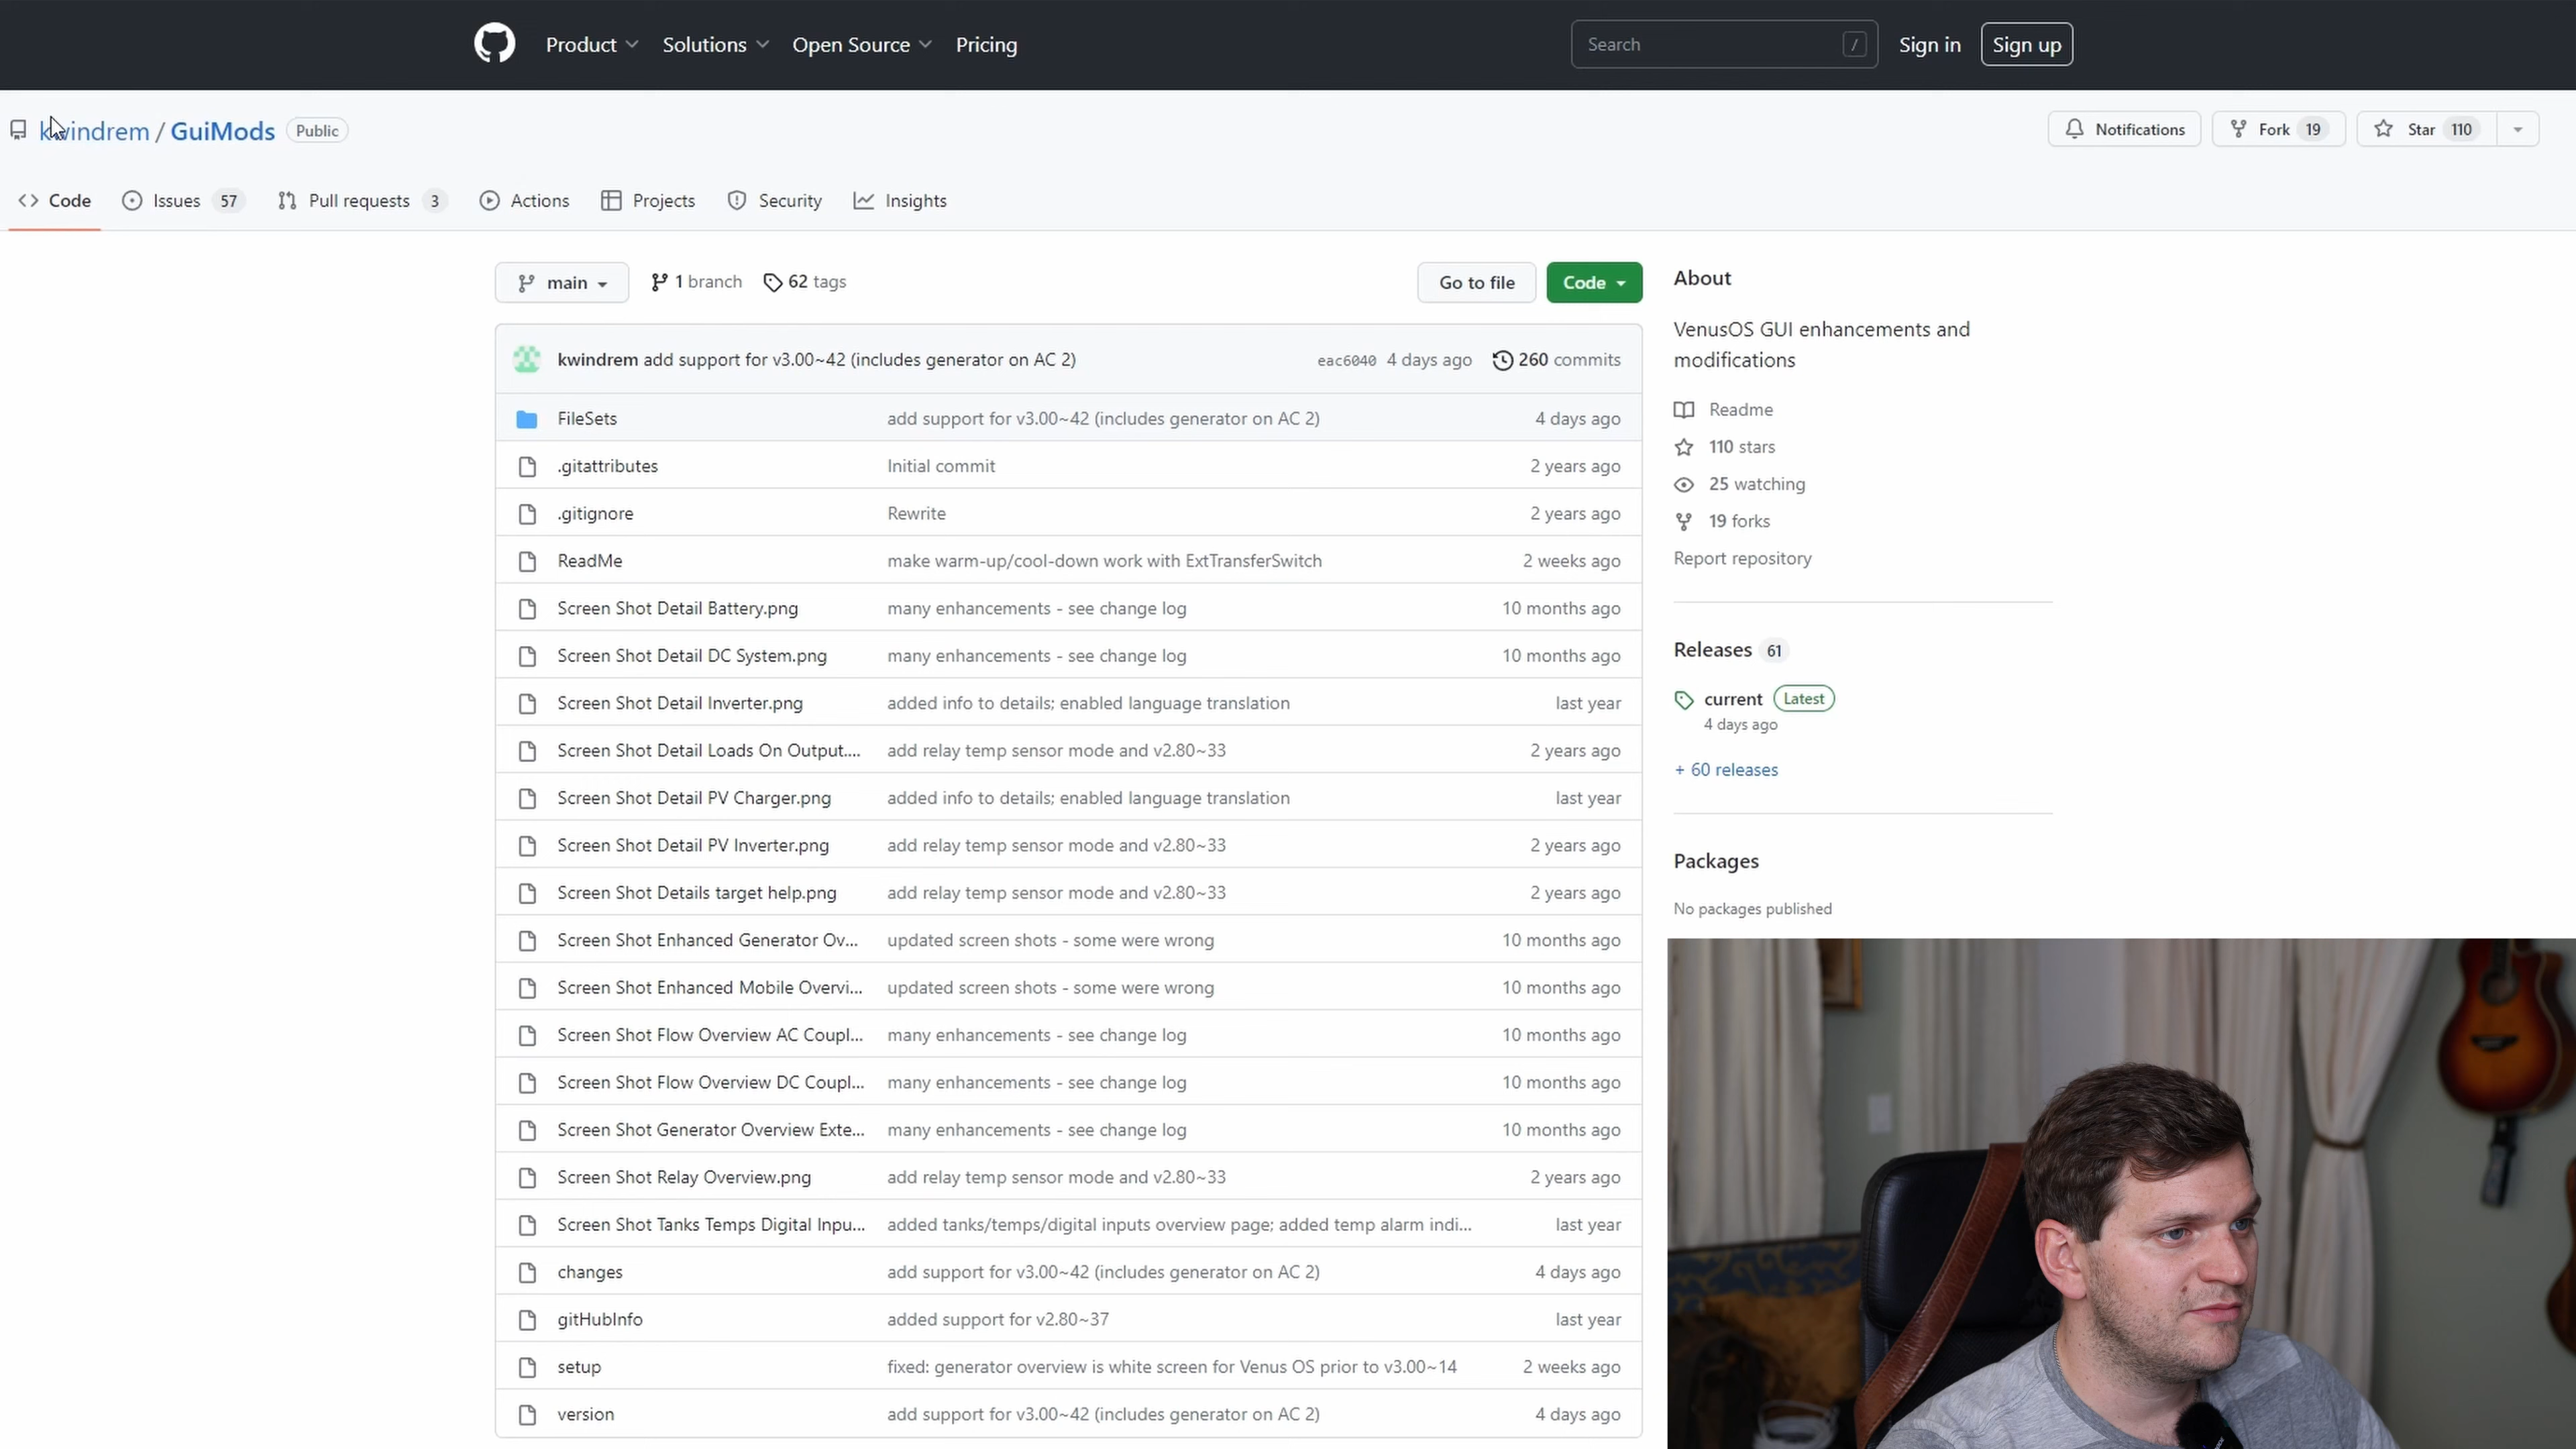 Product Solutions Open Source Pricing Search / Sign in Sign up
kwindrem / GuiMods Public Notifications Fork 19 Star 110
Code Issues 57 Pull requests 3 Actions Projects Security Insights
main 1 branch 62 tags Go to file Code
kwindrem add support for v3.00~42 (includes generator on AC 2) eac6040 4 days ago 260 commits
FileSets add support for v3.00~42 (includes generator on AC 2) 4 days ago
.gitattributes Initial commit 2 years ago
.gitignore Rewrite 2 years ago
ReadMe make warm-up/cool-down work with ExtTransferSwitch 2 weeks ago
Screen Shot Detail Battery.png many enhancements - see change log 10 months ago
Screen Shot Detail DC System.png many enhancements - see change log 10 months ago
Screen Shot Detail Inverter.png added info to details; enabled language translation last year
Screen Shot Detail Loads On Output.... add relay temp sensor mode and v2.80~33 2 years ago
Screen Shot Detail PV Charger.png added info to details; enabled language translation last year
Screen Shot Detail PV Inverter.png add relay temp sensor mode and v2.80~33 2 years ago
Screen Shot Details target help.png add relay temp sensor mode and v2.80~33 2 years ago
Screen Shot Enhanced Generator Ov... updated screen shots - some were wrong 10 months ago
Screen Shot Enhanced Mobile Overvi... updated screen shots - some were wrong 10 months ago
Screen Shot Flow Overview AC Coupl... many enhancements - see change log 10 months ago
Screen Shot Flow Overview DC Coupl... many enhancements - see change log 10 months ago
Screen Shot Generator Overview Exte... many enhancements - see change log 10 months ago
Screen Shot Relay Overview.png add relay temp sensor mode and v2.80~33 2 years ago
Screen Shot Tanks Temps Digital Inpu... added tanks/temps/digital inputs overview page; added temp alarm indi... last year
changes add support for v3.00~42 (includes generator on AC 2) 4 days ago
gitHubInfo added support for v2.80~37 last year
setup fixed: generator overview is white screen for Venus OS prior to v3.00~14 2 weeks ago
version add support for v3.00~42 (includes generator on AC 2) 4 days ago
About
VenusOS GUI enhancements and
modifications
Readme
110 stars
25 watching
19 forks
Report repository
Releases 61
current Latest
4 days ago
+ 60 releases
Packages
No packages published